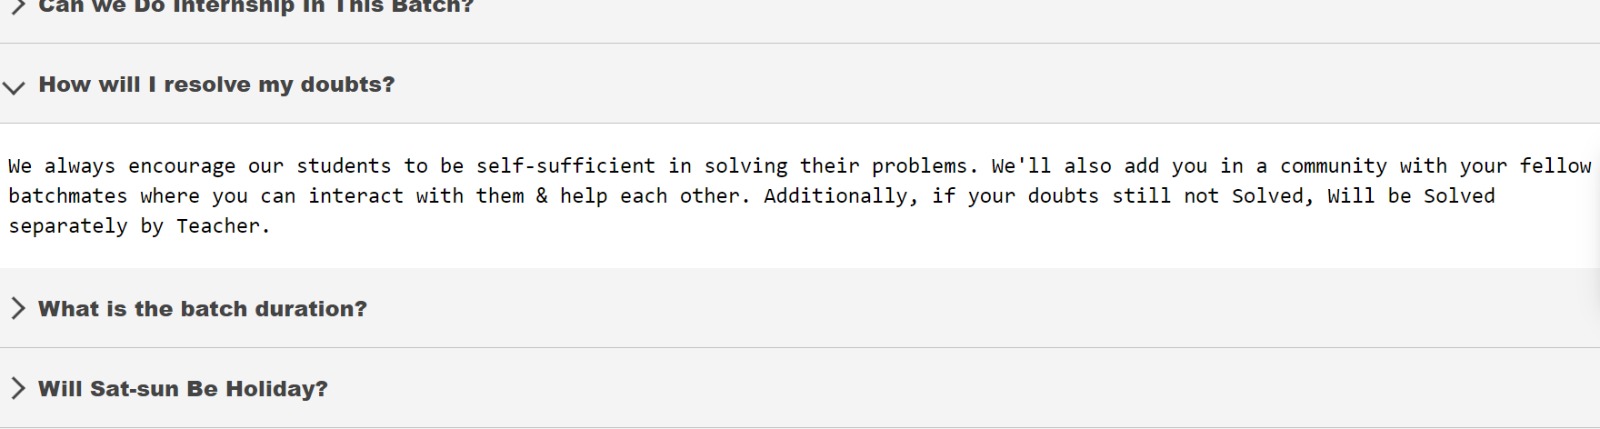 Can we Do Internship In This Batch?
How will I resolve my doubts?
We always encourage our students to be self-sufficient in solving their problems. We'll also add you in a community with your fellow
batchmates where you can interact with them & help each other. Additionally, if your doubts still not Solved, Will be Solved
separately by Teacher.
What is the batch duration?
Will Sat-sun Be Holiday?